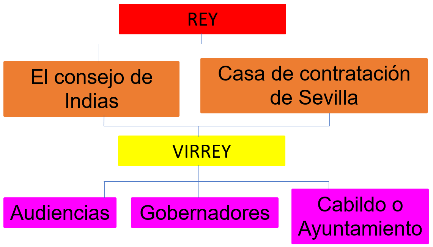 REY
El consejo de
Indias
Casa de contratación
de Sevilla
VIRREY
Audiencias
Gobernadores
Cabildo o
Ayuntamiento